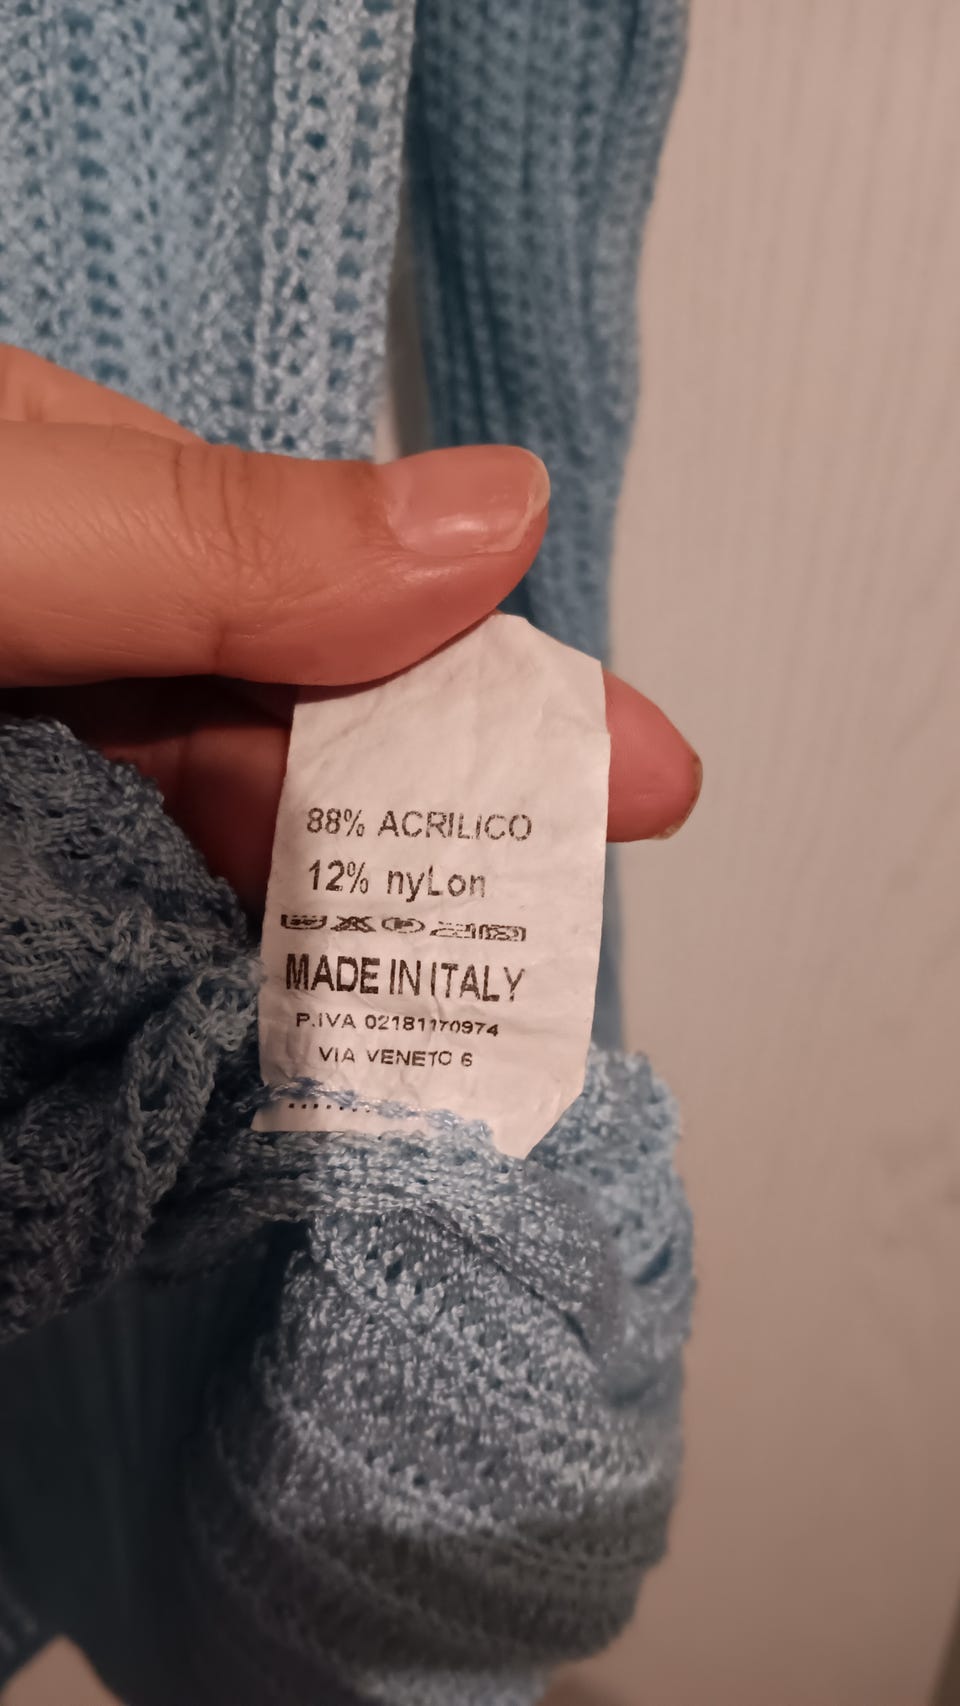 88% ACRILICO
12% nyLon
MADE IN ITALY
P.IVA 02181170974
VIA VENETO 6